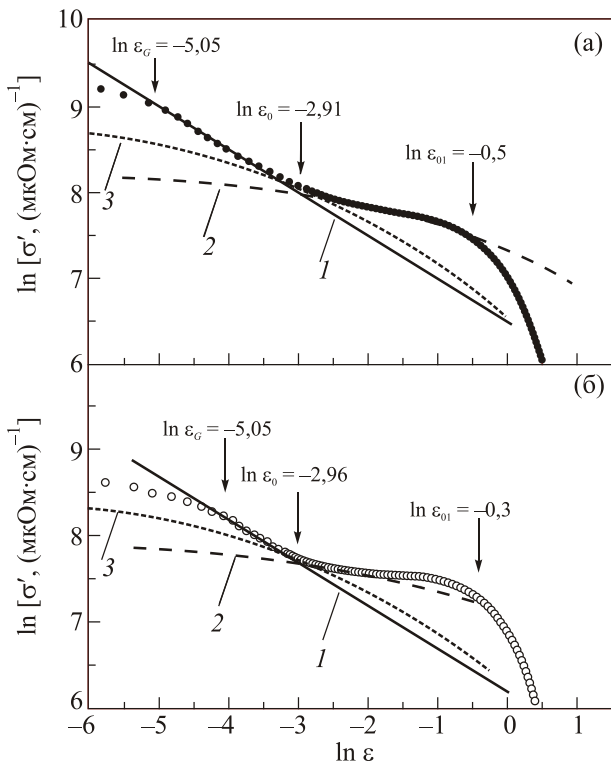 10
(а)
ln ε_G = –5,05
ln ε_0 = –2,91
9
ln ε_01 = –0,5
8
3
2
1
7
6
ln [σ′, (мкОм·см)^–1
(б)
9
ln ε_G = –5,05
ln ε_0 = –2,96
ln ε_01 = –0,3
8
3
2
1
7
6
ln [σ′, (мкОм·см)^–1
–6 –5 –4 –3 –2 –1 0 1
ln ε